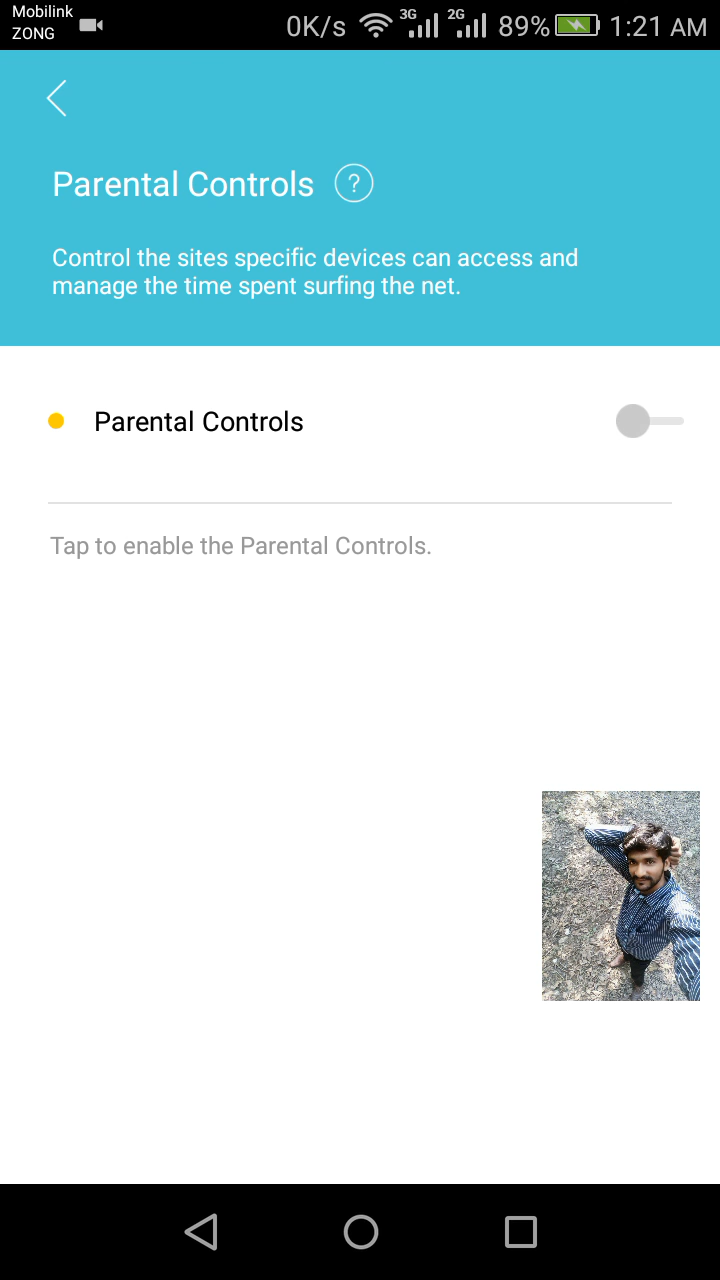 Mobilink
ZONG
0K/s 3G 2G 89% 1:21 AM
Parental Controls ?
Control the sites specific devices can access and
manage the time spent surfing the net.
Parental Controls
Tap to enable the Parental Controls.